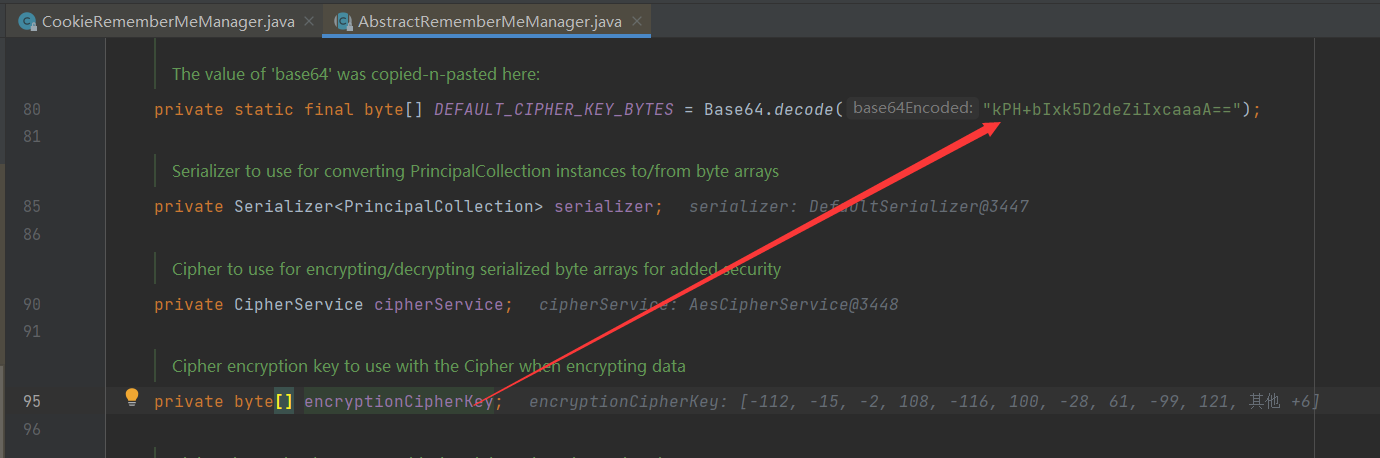 CookieRememberMeManager.java × AbstractRememberMeManager.java ×
The value of 'base64' was copied-n-pasted here:
80 private static final byte[] DEFAULT_CIPHER_KEY_BYTES = Base64.decode( base64Encoded: "kPH+bIxk5D2deZiIxcaaaA==");
81
Serializer to use for converting PrincipalCollection instances to/from byte arrays
85 private Serializer<PrincipalCollection> serializer; serializer: DefaultSerializer@3447
86
Cipher to use for encrypting/decrypting serialized byte arrays for added security
90 private CipherService cipherService; cipherService: AesCipherService@3448
91
Cipher encryption key to use with the Cipher when encrypting data
95 private byte[] encryptionCipherKey; encryptionCipherKey: [-112, -15, -2, 108, -116, 100, -28, 61, -99, 121, 其他 +6]
96